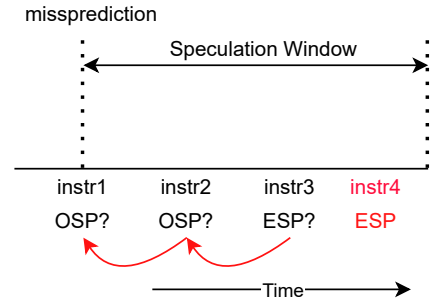 missprediction
Speculation Window
instr1 instr2 instr3 instr4
OSP? OSP? ESP? ESP
Time